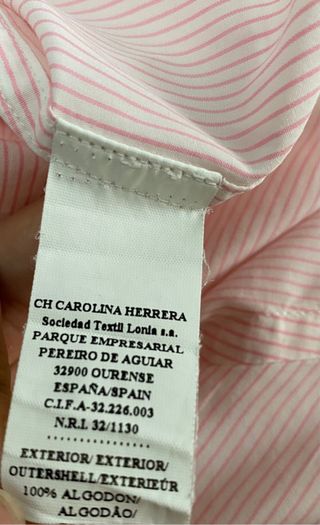 CH CAROLINA HERRERA
Sociedad Textil Lonia s.a.
PARQUE EMPRESARIAL
PEREIRO DE AGUIAR
32900 OURENSE
ESPAÑA/SPAIN
C.I.F.A-32.226.003
N.R.I. 32/1130
EXTERIOR/ EXTERIOR/
OUTERSHELL/EXTERIEÚR
100% ALGODON/
ALGODÃO/